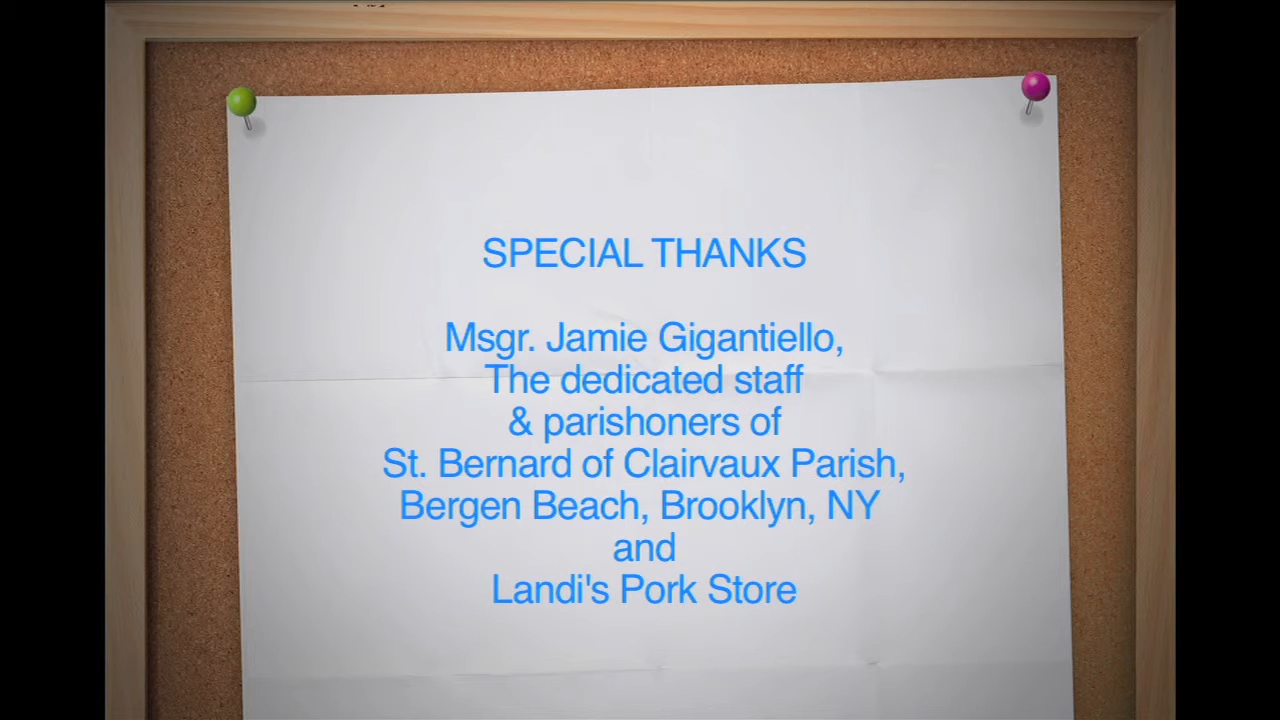 SPECIAL THANKS
Msgr. Jamie Gigantiello,
The dedicated staff
& parishoners of
St. Bernard of Clairvaux Parish,
Bergen Beach, Brooklyn, NY
and
Landi's Pork Store